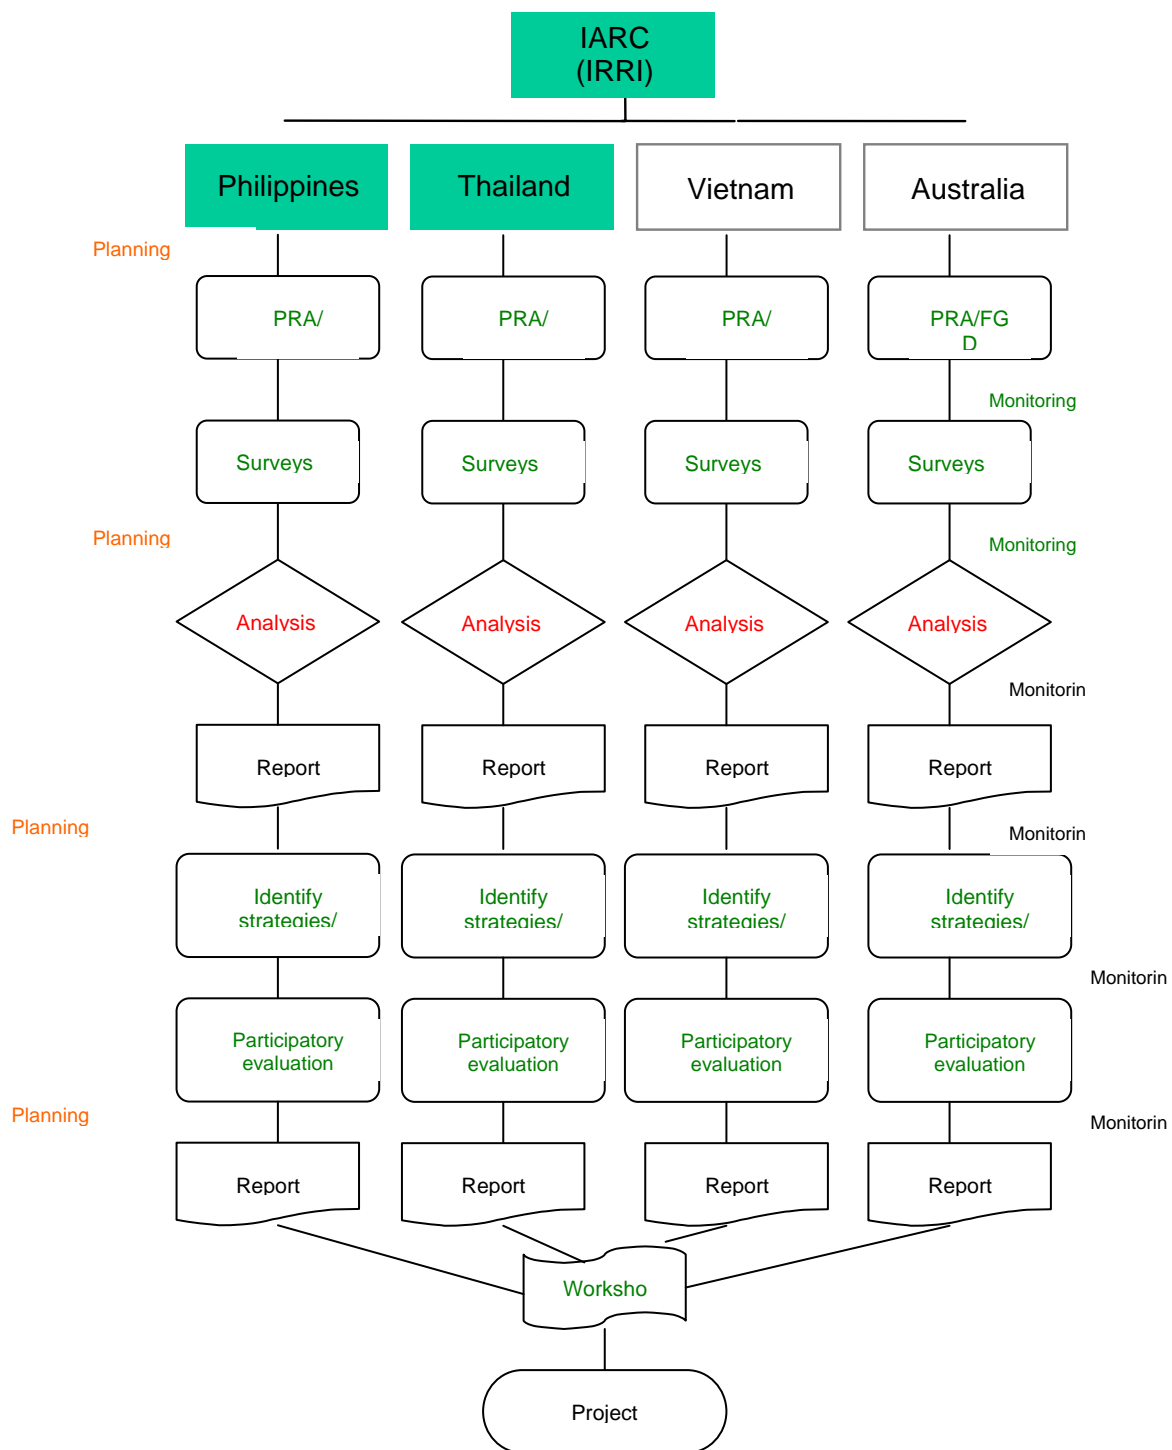 IARC
(IRRI)
Philippines
Thailand
Vietnam
Australia
Planning
PRA/
PRA/
PRA/
PRA/FG
D
Monitoring
Surveys
Surveys
Surveys
Surveys
Planning
Monitoring
Analysis
Analysis
Analysis
Analysis
Monitorin
Report
Report
Report
Report
Planning
Monitorin
Identify
strategies/
Identify
strategies/
Identify
strategies/
Identify
strategies/
Monitorin
Participatory
evaluation
Participatory
evaluation
Participatory
evaluation
Participatory
evaluation
Planning
Monitorin
Report
Report
Report
Report
Worksho
Project